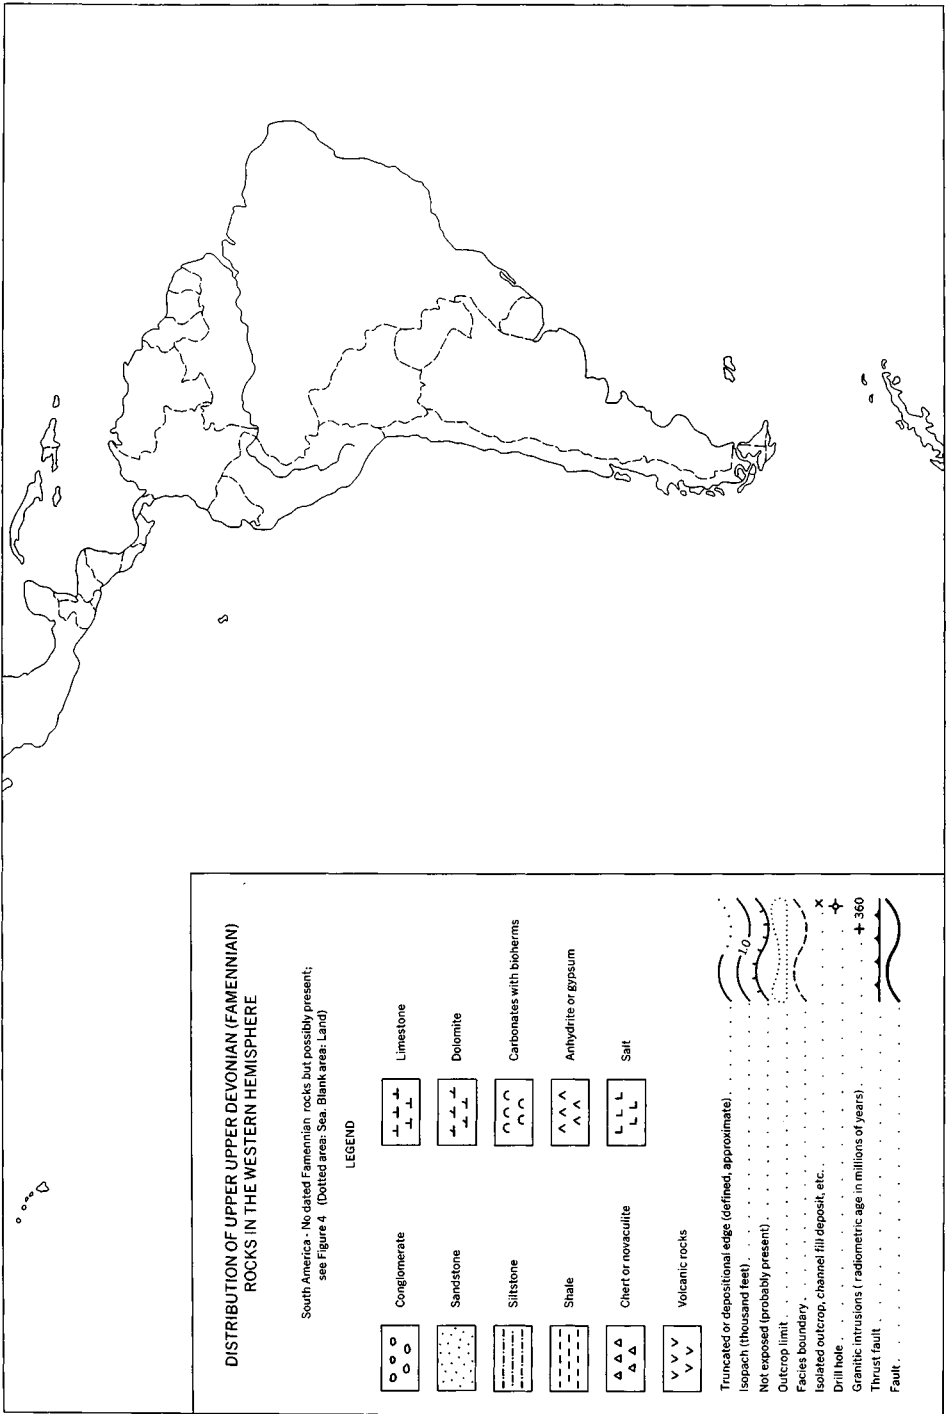 DISTRIBUTION OF UPPER UPPER DEVONIAN (FAMENNIAN)
ROCKS IN THE WESTERN HEMISPHERE
South America - No dated Famennian rocks but possibly present;
see Figure 4 (Dotted area: Sea. Blank area: Land)
LEGEND
Conglomerate
Sandstone
Siltstone
Shale
Chert or novaculite
Volcanic rocks
Limestone
Dolomite
Carbonates with bioherms
Anhydrite or gypsum
Salt
Truncated or depositional edge (defined, approximate)
Isopach (thousand feet) 1.0
Not exposed (probably present)
Outcrop limit
Facies boundary
Isolated outcrop, channel fill deposit, etc. x
Drill hole
Granitic intrusions (radiometric age in millions of years) + 360
Thrust fault
Fault